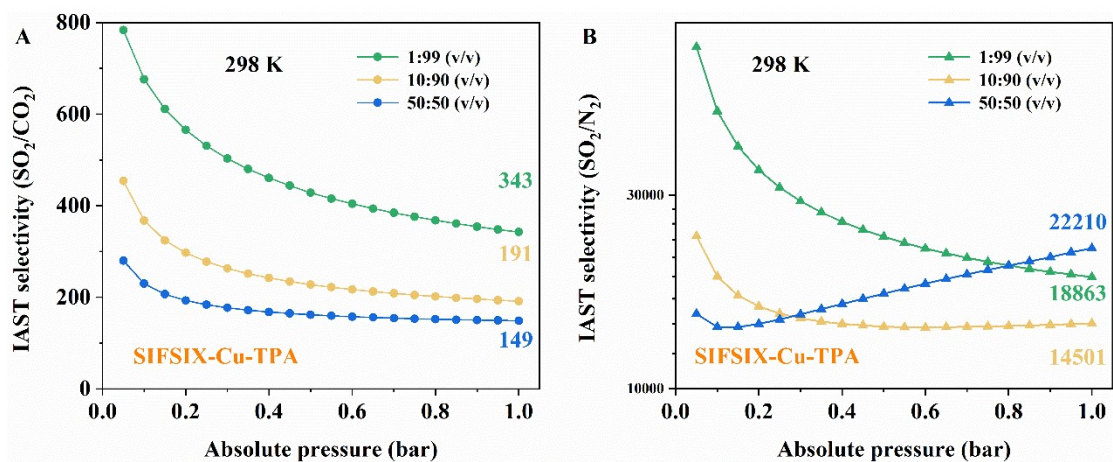 A
298 K
1:99 (v/v)
10:90 (v/v)
50:50 (v/v)
343
191
149
SIFSIX-Cu-TPA
800
600
400
200
0
0.0 0.2 0.4 0.6 0.8 1.0
Absolute pressure (bar)
IAST selectivity (SO₂/CO₂)
B
298 K
1:99 (v/v)
10:90 (v/v)
50:50 (v/v)
22210
18863
14501
SIFSIX-Cu-TPA
30000
10000
0.0 0.2 0.4 0.6 0.8 1.0
Absolute pressure (bar)
IAST selectivity (SO₂/N₂)